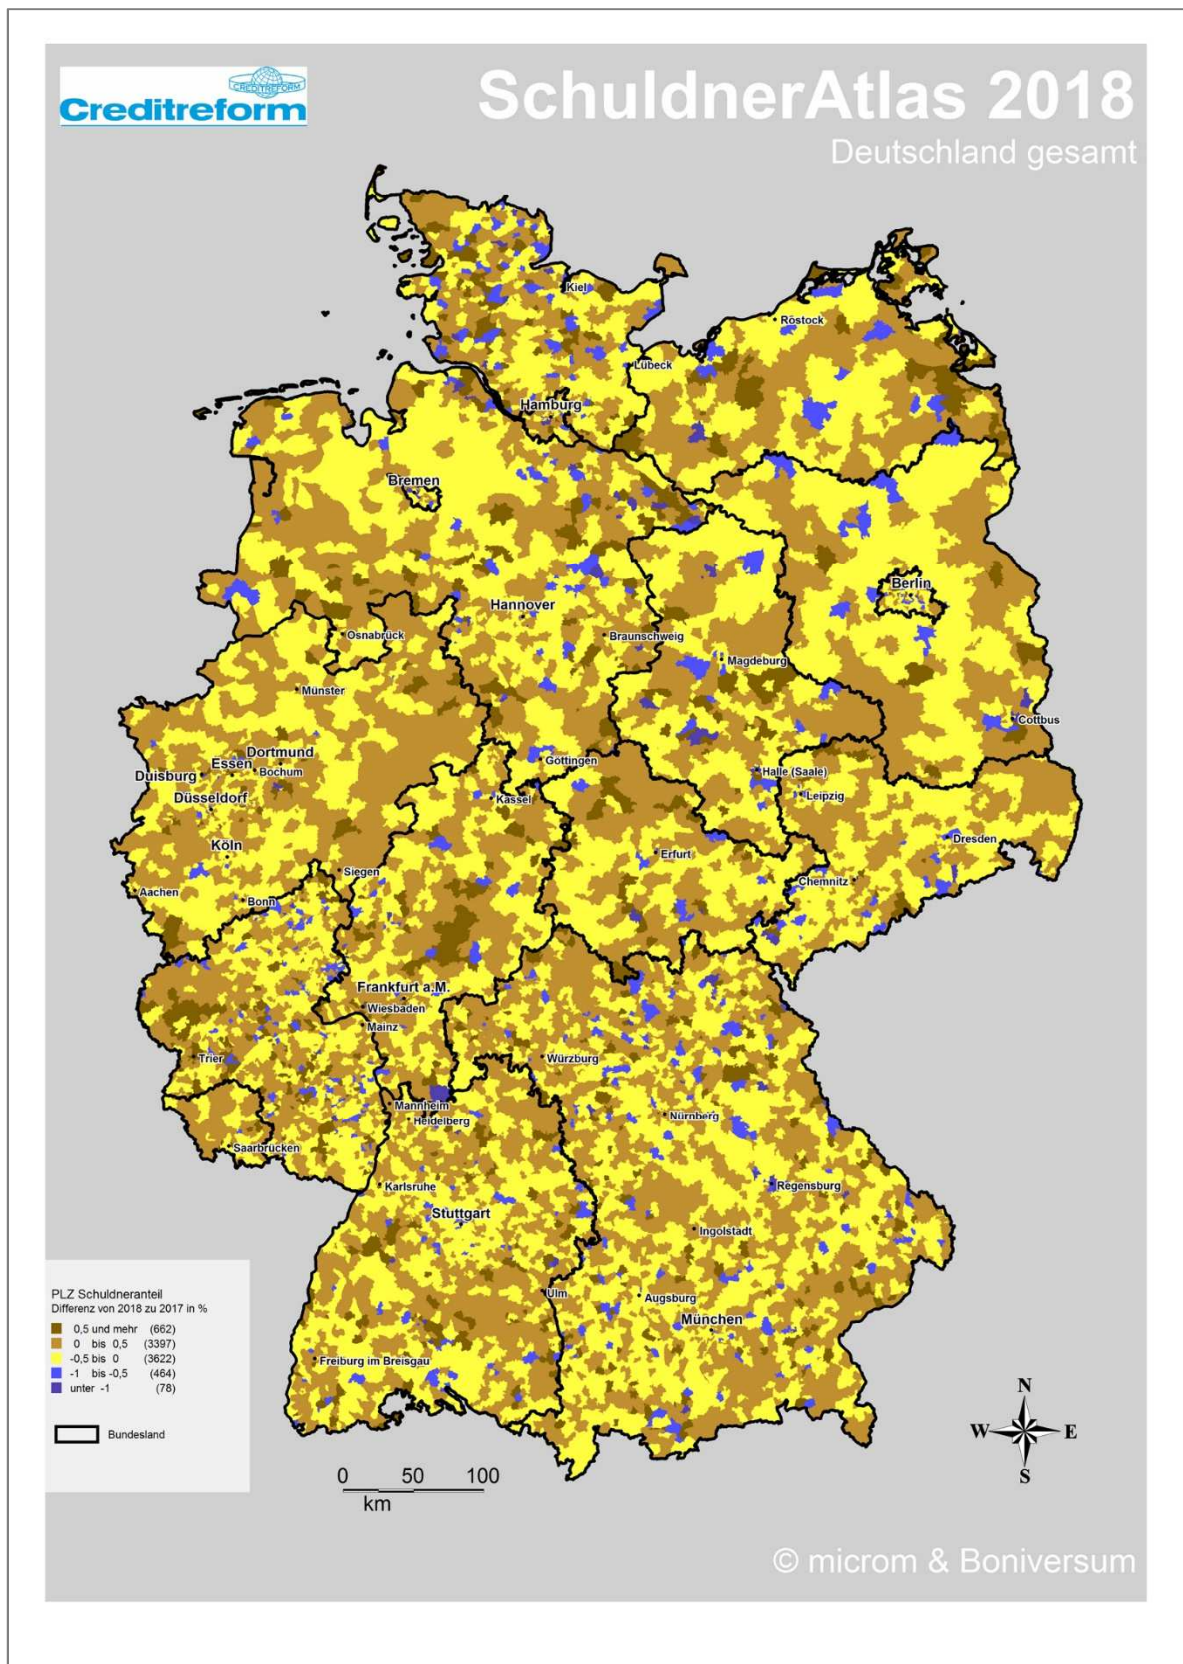 CREDITREFORM
Creditreform
SchuldnerAtlas 2018
Deutschland gesamt
Kiel
Rostock
Lübeck
Hamburg
Bremen
Berlin
Hannover
Osnabrück
Braunschweig
Magdeburg
Münster
Cottbus
Dortmund
Essen
Bochum
Duisburg
Göttingen
Halle (Saale)
Düsseldorf
Kassel
Leipzig
Köln
Dresden
Erfurt
Siegen
Chemnitz
Aachen
Bonn
Frankfurt a.M.
Wiesbaden
Mainz
Trier
Würzburg
Mannheim
Heidelberg
Nürnberg
Saarbrücken
Karlsruhe
Regensburg
Stuttgart
Ingolstadt
Ulm
Augsburg
München
Freiburg im Breisgau
PLZ Schuldneranteil
Differenz von 2018 zu 2017 in %
0,5 und mehr (662)
0 bis 0,5 (3397)
-0,5 bis 0 (3622)
-1 bis -0,5 (464)
unter -1 (78)
Bundesland
0 50 100
km
N
W E
S
© microm & Boniversum